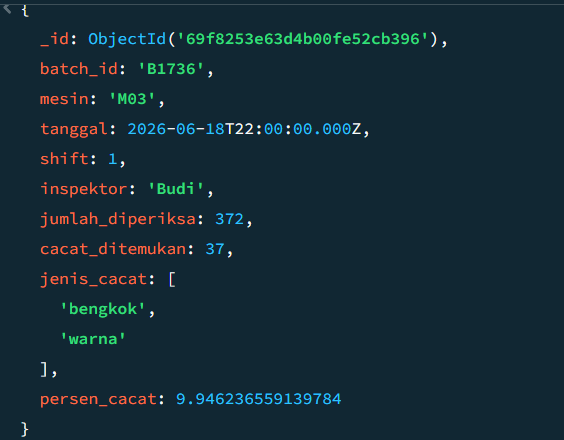 {
_id: ObjectId('69f8253e63d4b00fe52cb396'),
batch_id: 'B1736',
mesin: 'M03',
tanggal: 2026-06-18T22:00:00.000Z,
shift: 1,
inspektor: 'Budi',
jumlah_diperiksa: 372,
cacat_ditemukan: 37,
jenis_cacat: [
'bengkok',
'warna'
],
persen_cacat: 9.946236559139784
}